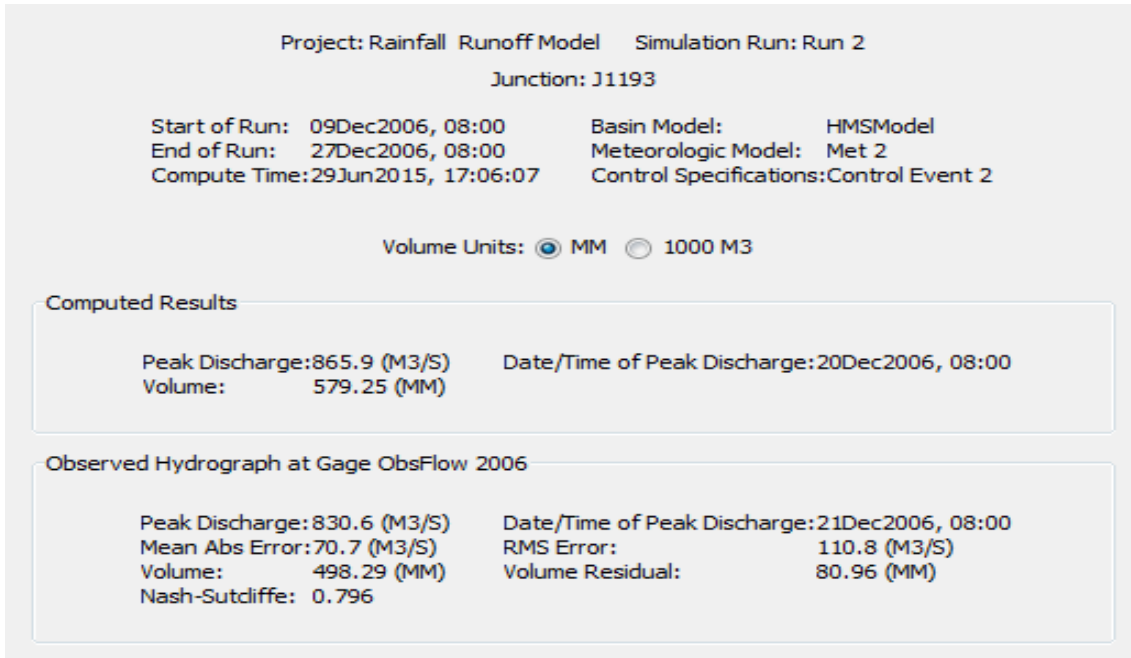 Project: Rainfall Runoff Model Simulation Run: Run 2
Junction: J1193
Start of Run: 09Dec2006, 08:00 Basin Model: HMSModel
End of Run: 27Dec2006, 08:00 Meteorologic Model: Met 2
Compute Time:29Jun2015, 17:06:07 Control Specifications:Control Event 2
Volume Units: MM 1000 M3
Computed Results
Peak Discharge:865.9 (M3/S) Date/Time of Peak Discharge:20Dec2006, 08:00
Volume: 579.25 (MM)
Observed Hydrograph at Gage ObsFlow 2006
Peak Discharge:830.6 (M3/S) Date/Time of Peak Discharge:21Dec2006, 08:00
Mean Abs Error:70.7 (M3/S) RMS Error: 110.8 (M3/S)
Volume: 498.29 (MM) Volume Residual: 80.96 (MM)
Nash-Sutcliffe: 0.796